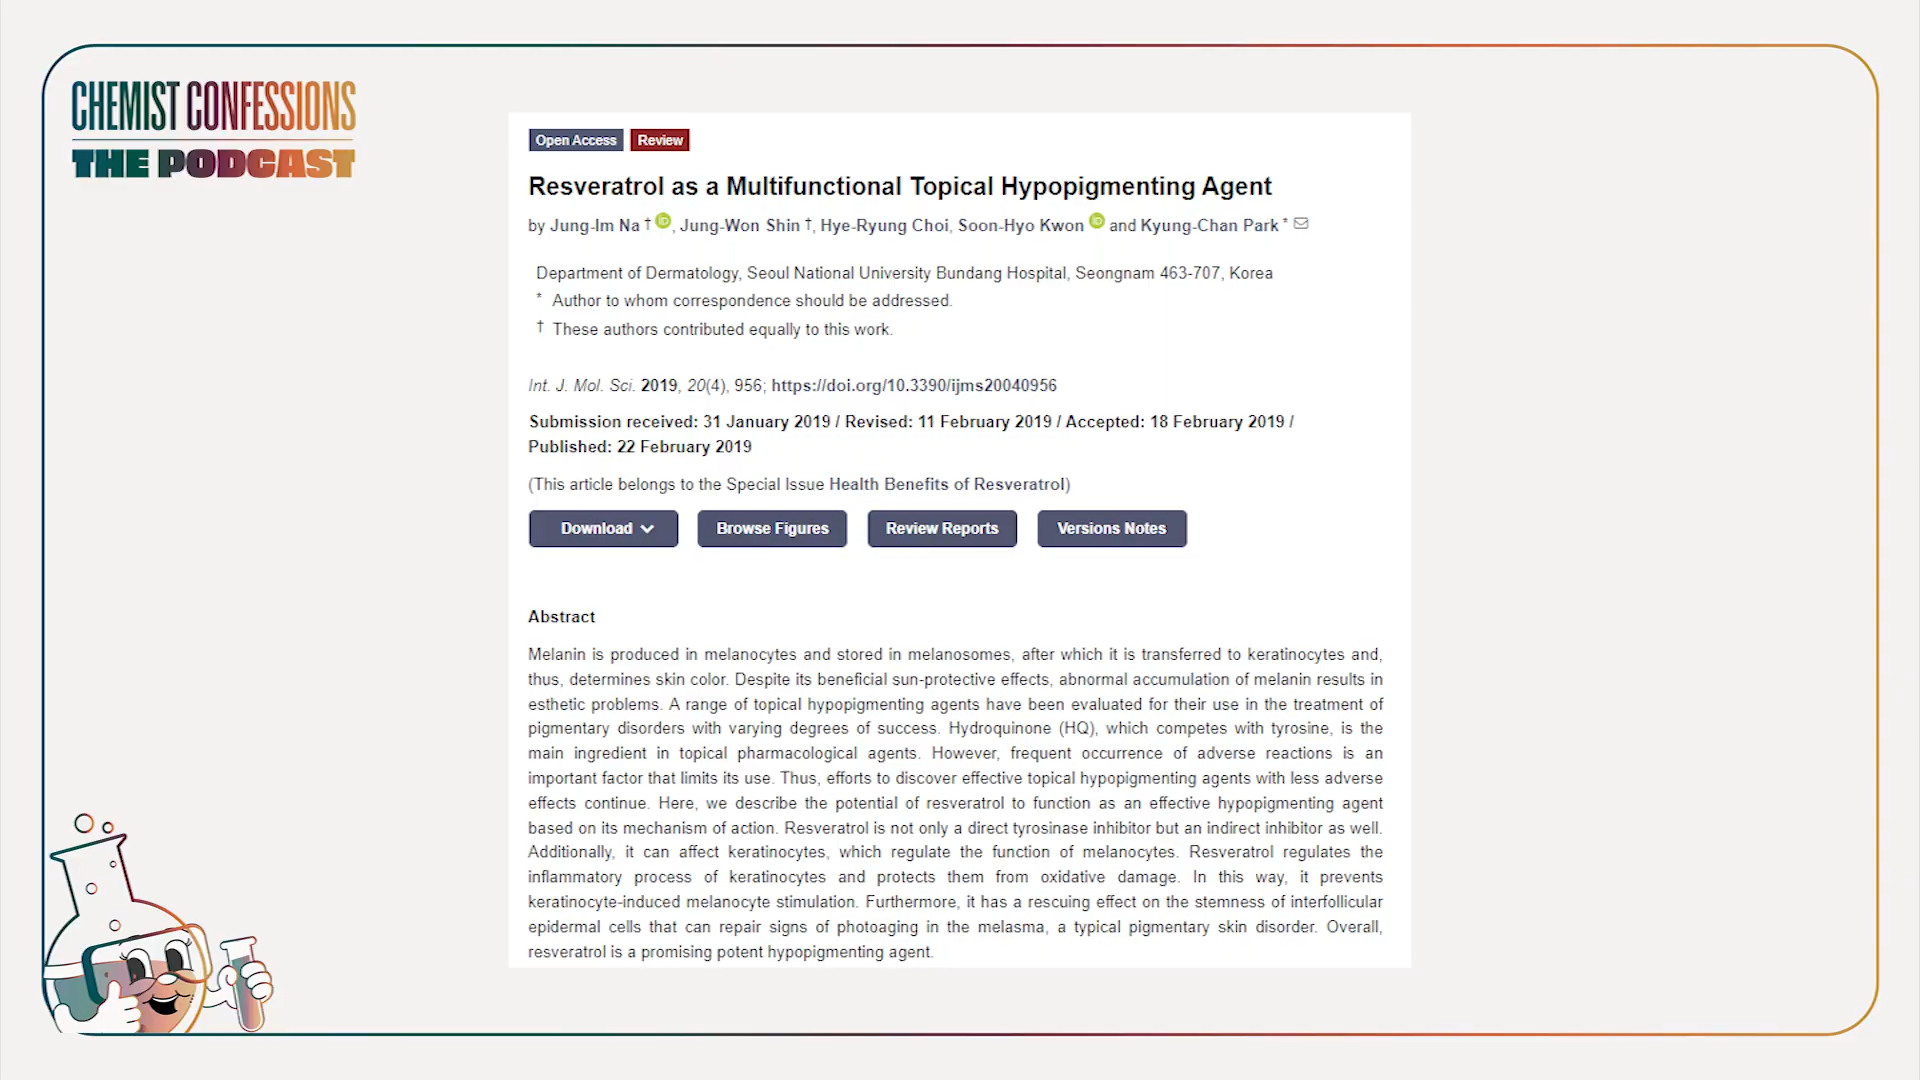 CHEMIST CONFESSIONS
THE PODCAST
Open Access Review
Resveratrol as a Multifunctional Topical Hypopigmenting Agent
by Jung-Im Na †, Jung-Won Shin †, Hye-Ryung Choi, Soon-Hyo Kwon and Kyung-Chan Park *
Department of Dermatology, Seoul National University Bundang Hospital, Seongnam 463-707, Korea
* Author to whom correspondence should be addressed.
† These authors contributed equally to this work.
Int. J. Mol. Sci. 2019, 20(4), 956; https://doi.org/10.3390/ijms20040956
Submission received: 31 January 2019 / Revised: 11 February 2019 / Accepted: 18 February 2019 /
Published: 22 February 2019
(This article belongs to the Special Issue Health Benefits of Resveratrol)
Download Browse Figures Review Reports Versions Notes
Abstract
Melanin is produced in melanocytes and stored in melanosomes, after which it is transferred to keratinocytes and,
thus, determines skin color. Despite its beneficial sun-protective effects, abnormal accumulation of melanin results in
esthetic problems. A range of topical hypopigmenting agents have been evaluated for their use in the treatment of
pigmentary disorders with varying degrees of success. Hydroquinone (HQ), which competes with tyrosine, is the
main ingredient in topical pharmacological agents. However, frequent occurrence of adverse reactions is an
important factor that limits its use. Thus, efforts to discover effective topical hypopigmenting agents with less adverse
effects continue. Here, we describe the potential of resveratrol to function as an effective hypopigmenting agent
based on its mechanism of action. Resveratrol is not only a direct tyrosinase inhibitor but an indirect inhibitor as well.
Additionally, it can affect keratinocytes, which regulate the function of melanocytes. Resveratrol regulates the
inflammatory process of keratinocytes and protects them from oxidative damage. In this way, it prevents
keratinocyte-induced melanocyte stimulation. Furthermore, it has a rescuing effect on the stemness of interfollicular
epidermal cells that can repair signs of photoaging in the melasma, a typical pigmentary skin disorder. Overall,
resveratrol is a promising potent hypopigmenting agent.